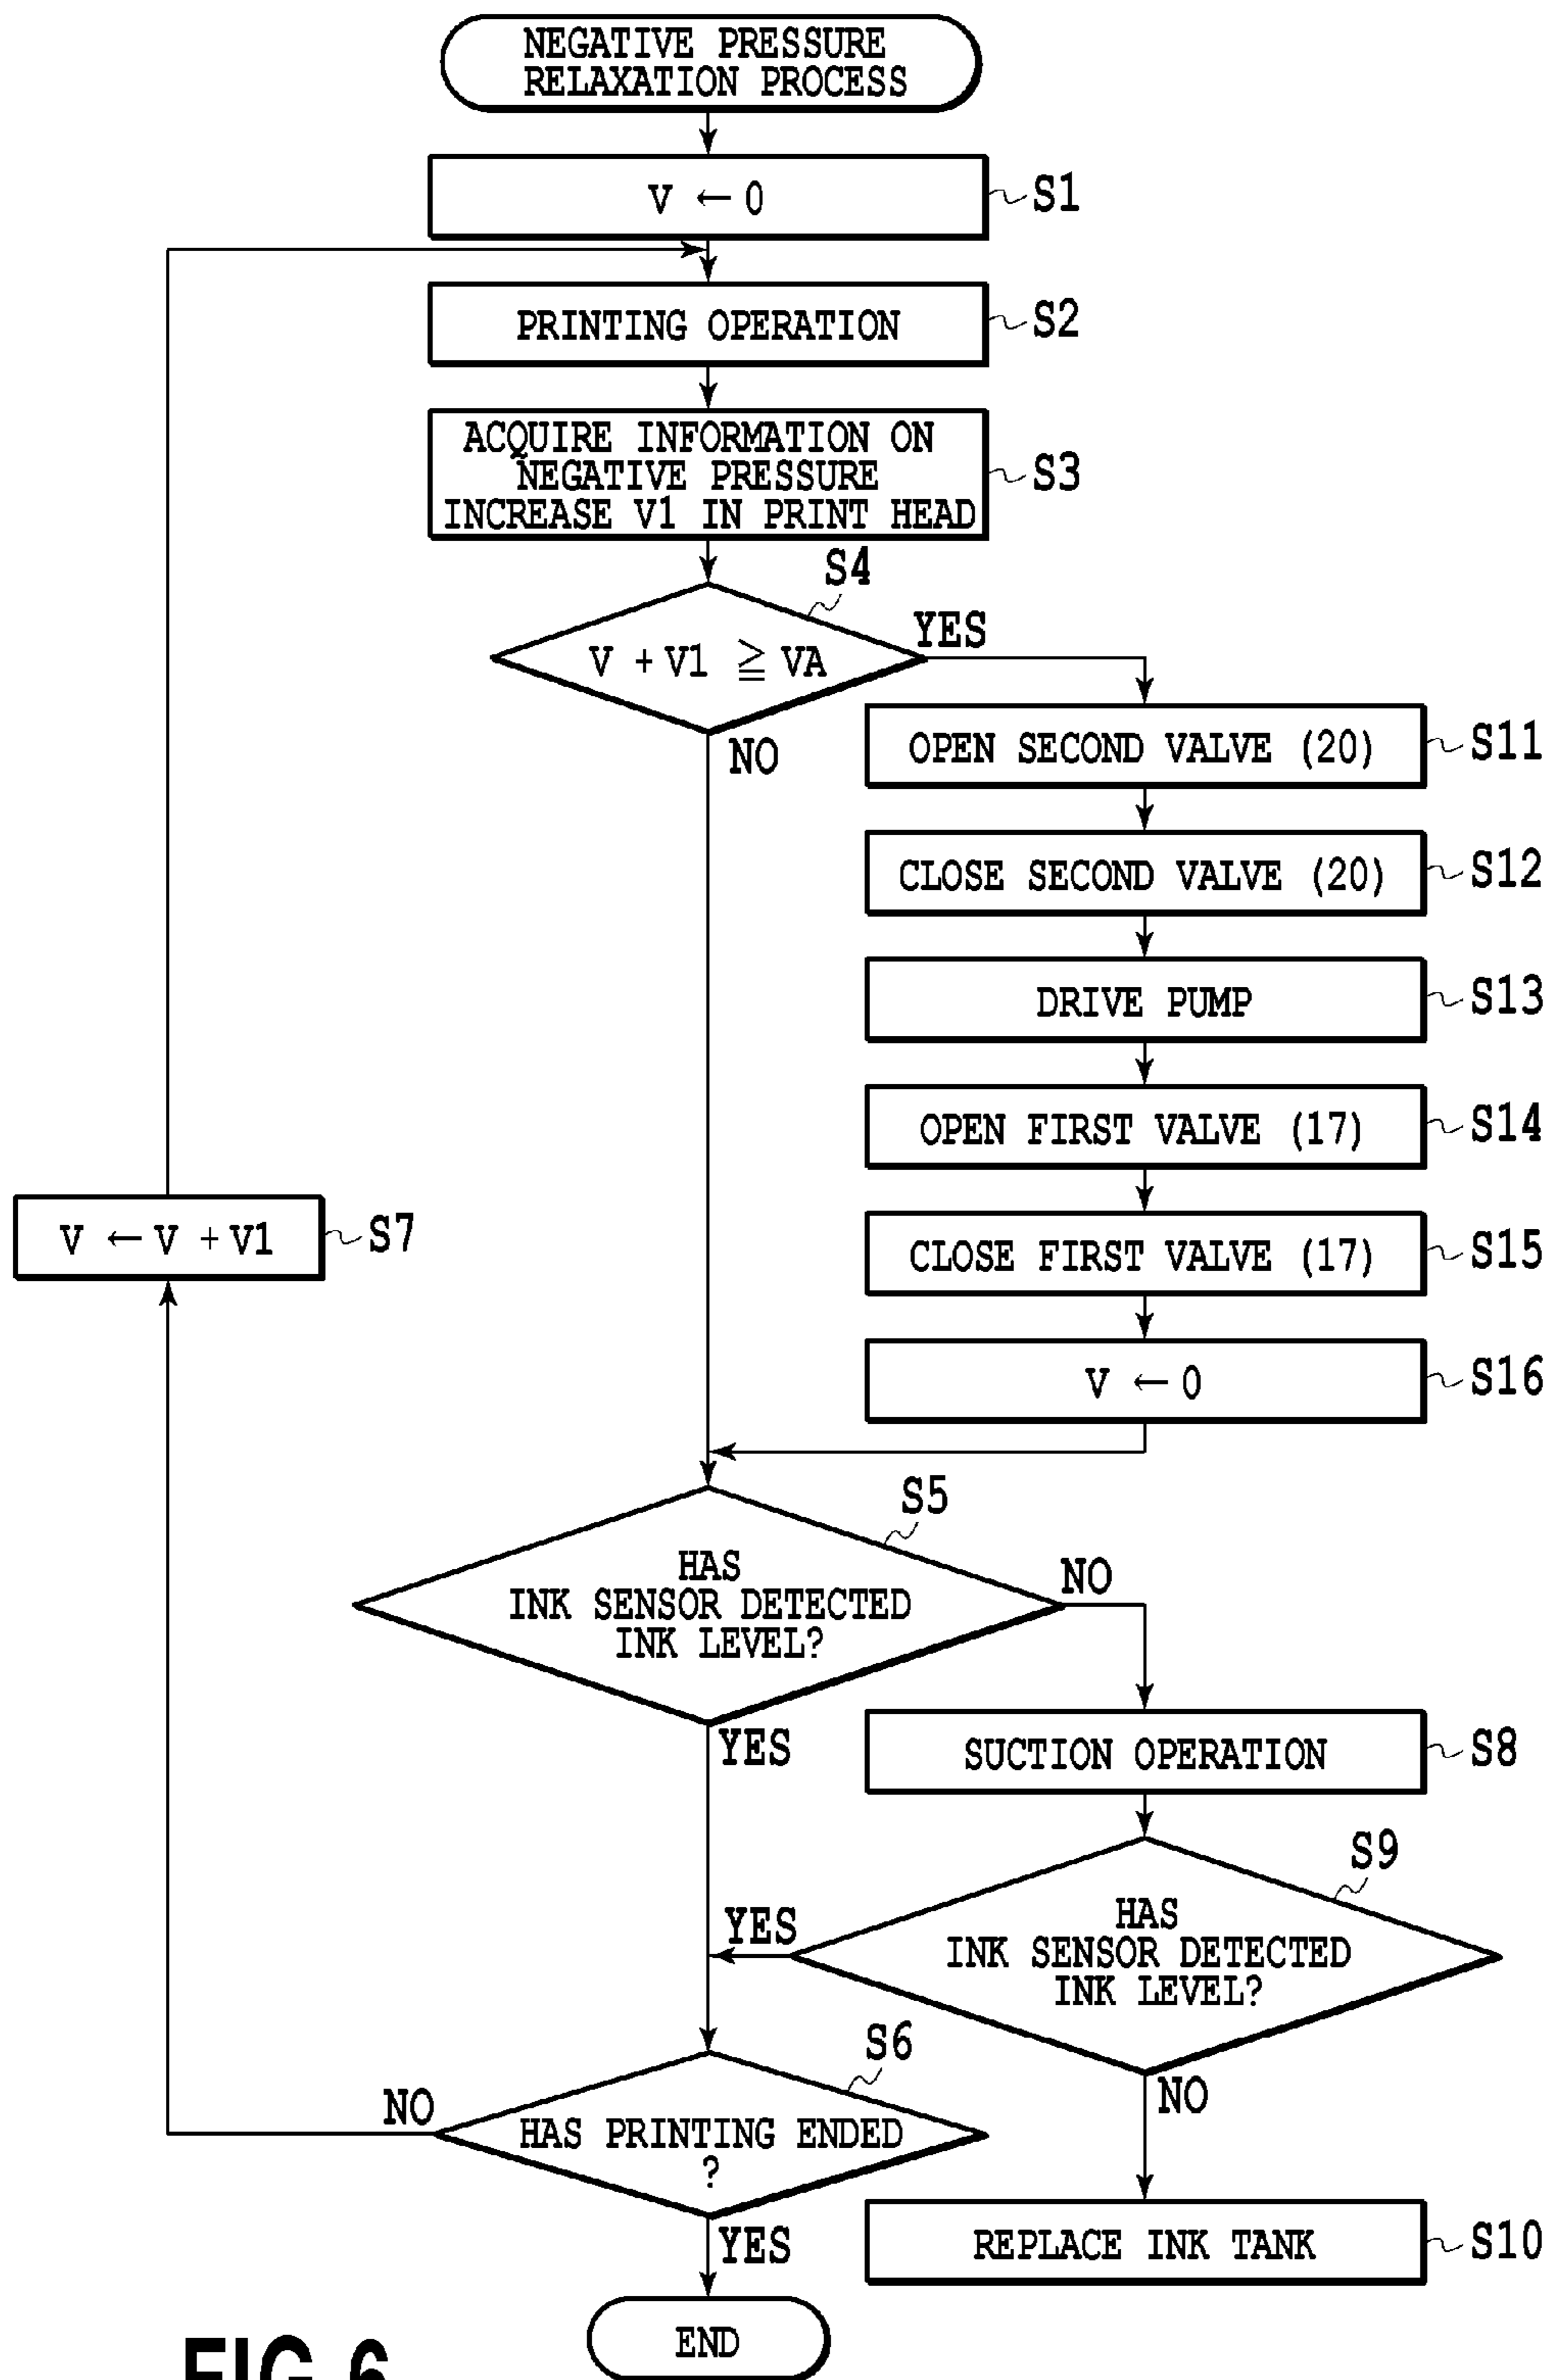 NEGATIVE PRESSURE
RELAXATION PROCESS
V ← 0
S1
PRINTING OPERATION
S2
ACQUIRE INFORMATION ON
NEGATIVE PRESSURE
INCREASE V1 IN PRINT HEAD
S3
S4
V + V1 ≧ VA
YES
NO
OPEN SECOND VALVE (20)
S11
CLOSE SECOND VALVE (20)
S12
DRIVE PUMP
S13
OPEN FIRST VALVE (17)
S14
CLOSE FIRST VALVE (17)
S15
V ← 0
S16
V ← V + V1
S7
S5
HAS
INK SENSOR DETECTED
INK LEVEL?
NO
YES
SUCTION OPERATION
S8
S9
HAS
INK SENSOR DETECTED
INK LEVEL?
YES
NO
S6
HAS PRINTING ENDED
?
NO
YES
REPLACE INK TANK
S10
END
FIG.6